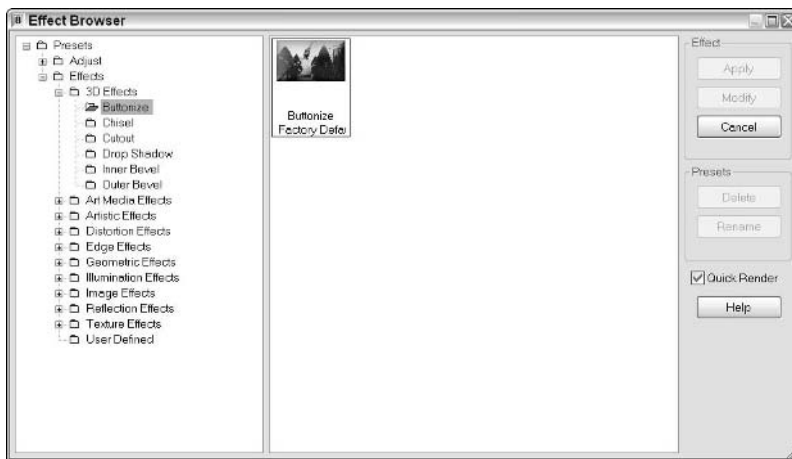 Effect Browser
Presets
Adjust
Effects
3D Effects
Buttonize
Chisel
Cutout
Drop Shadow
Inner Bevel
Outer Bevel
Art Media Effects
Artistic Effects
Distortion Effects
Edge Effects
Geometric Effects
Illumination Effects
Image Effects
Reflection Effects
Texture Effects
User Defined
Buttonize
Factory Defau
Effect
Apply
Modify
Cancel
Presets
Delete
Rename
Quick Render
Help